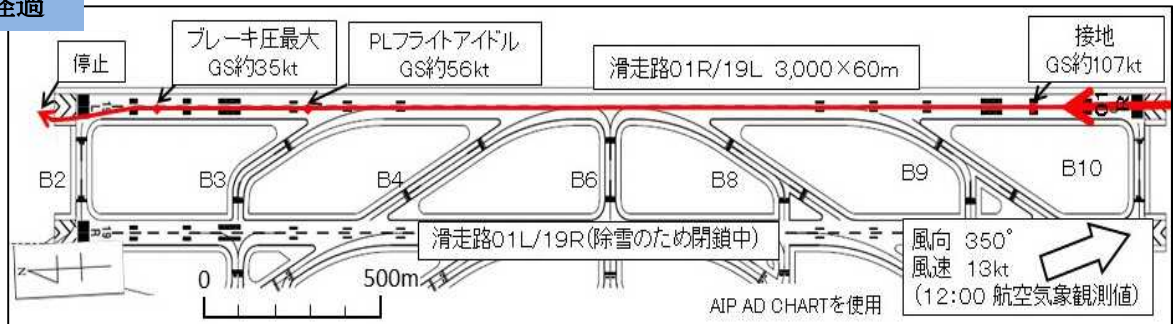 経過
停止
ブレーキ圧最大
GS約35kt
PLフライトアイドル
GS約56kt
滑走路01R/19L 3,000×60m
接地
GS約107kt
19
L
01
R
B2
B3
B4
B6
B8
B9
B10
19
R
滑走路01L/19R(除雪のため閉鎖中)
風向 350°
風速 13kt
(12:00 航空気象観測値)
N
0
500m
AIP AD CHARTを使用